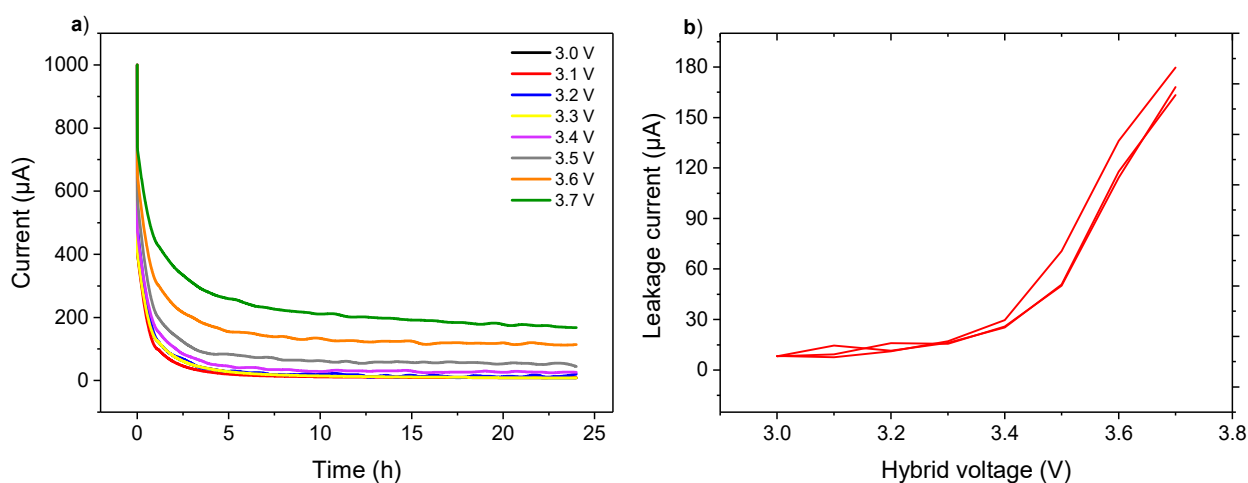 a)
Current (µA)
1000
800
600
400
200
0
3.0 V
3.1 V
3.2 V
3.3 V
3.4 V
3.5 V
3.6 V
3.7 V
0 5 10 15 20 25
Time (h)
b)
Leakage current (µA)
180
150
120
90
60
30
0
3.0 3.2 3.4 3.6 3.8
Hybrid voltage (V)